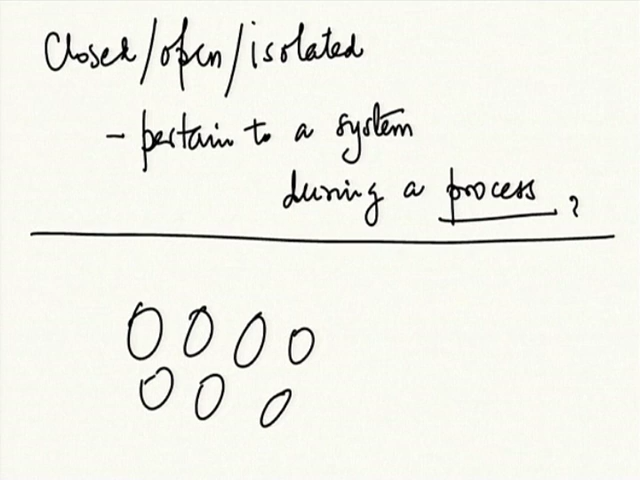 Closed/open/isolated
- pertain to a system
during a process ?